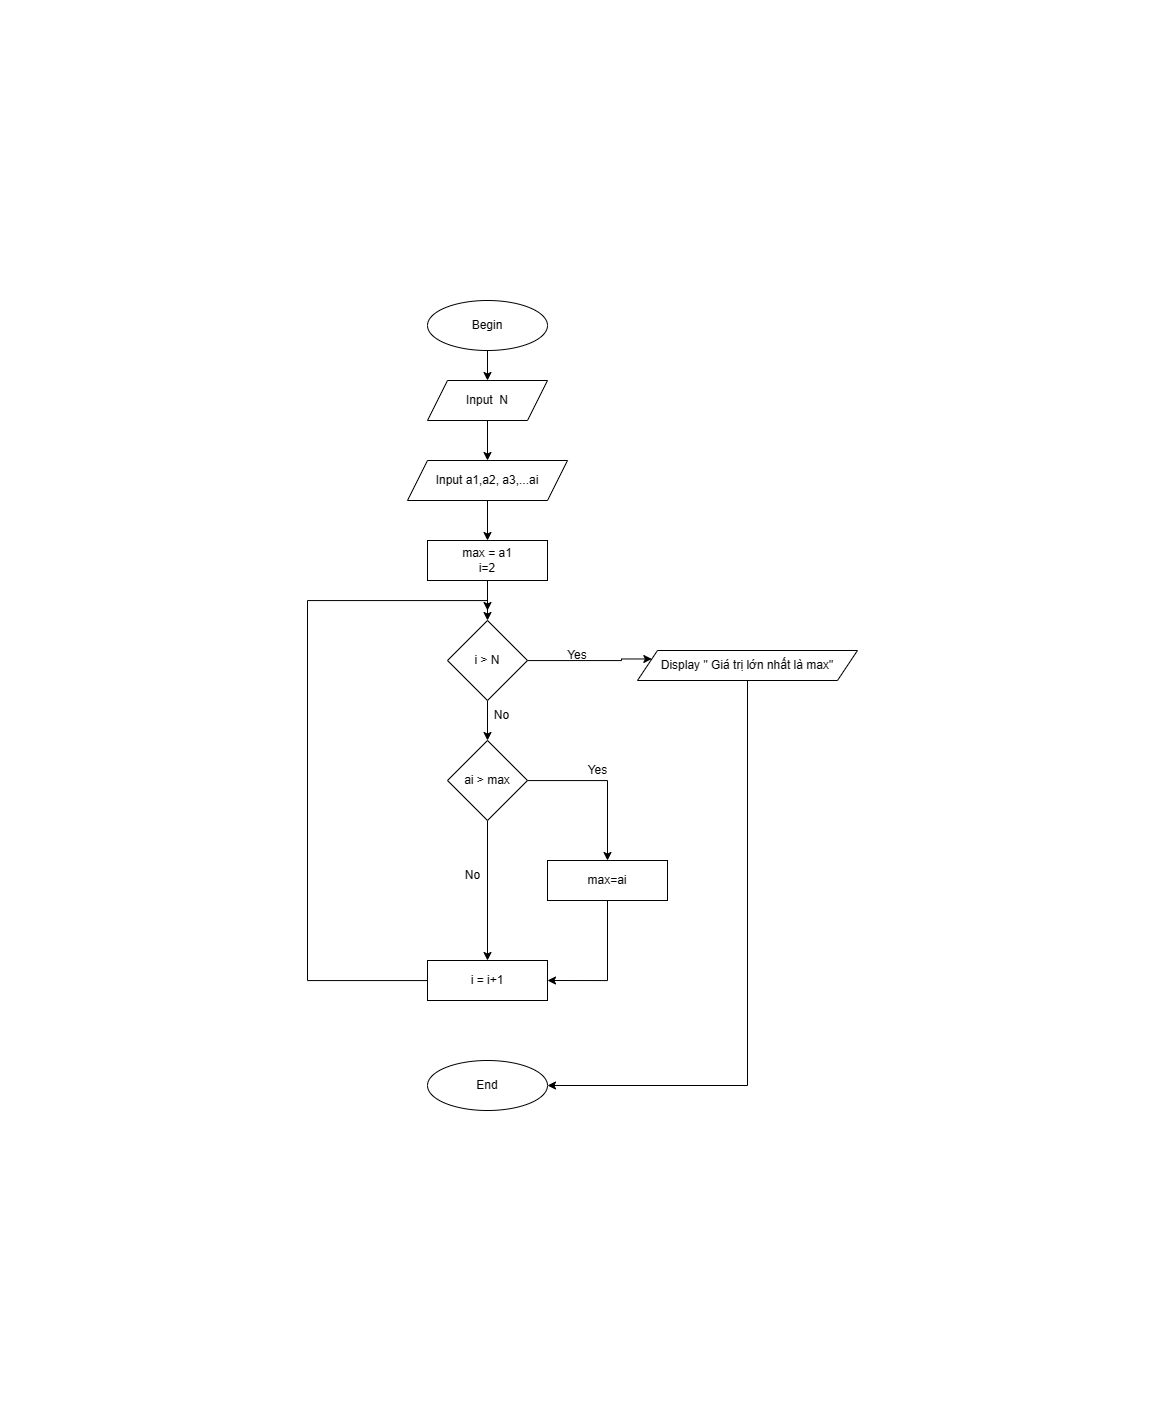 Begin
Input  N
Input a1,a2, a3,...ai
max = a1
i=2
i > N
Yes
Display " Giá trị lớn nhất là max"
No
ai > max
Yes
No
max=ai
i = i+1
End